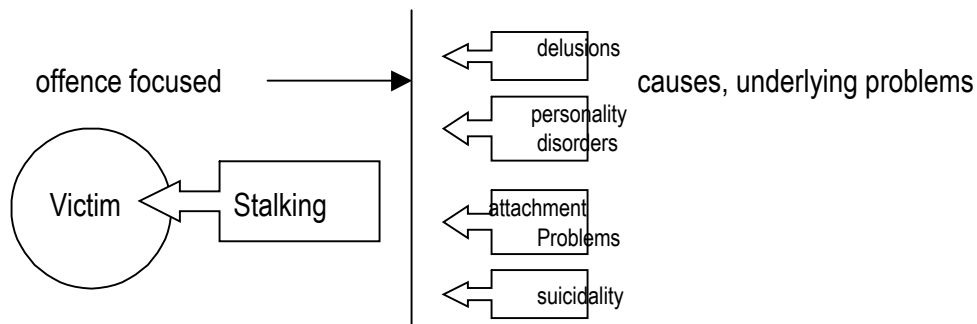 offence focused
Victim
Stalking
delusions
personality
disorders
attachment
Problems
suicidality
causes, underlying problems